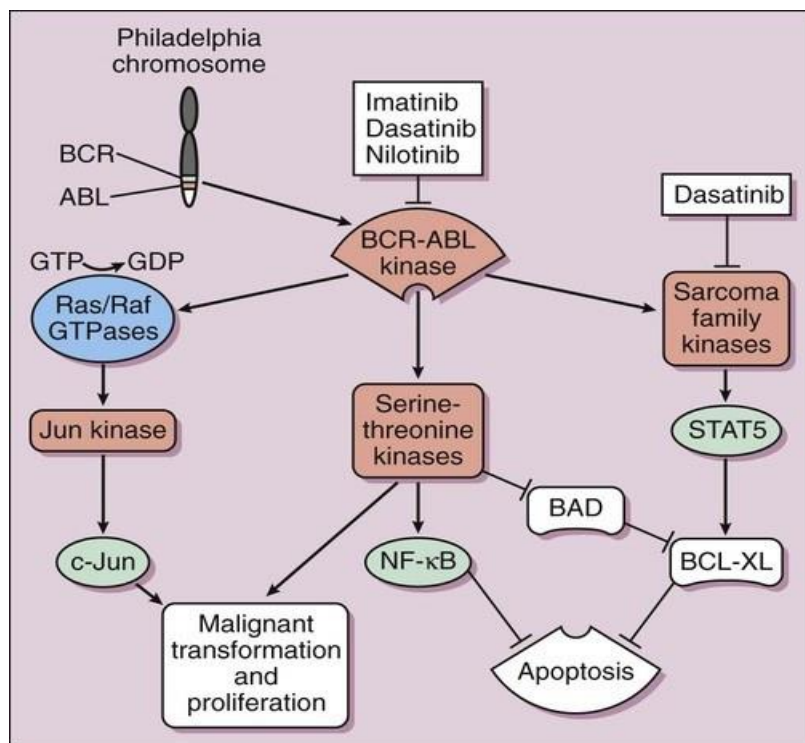 Philadelphia
chromosome
BCR
ABL
Imatinib
Dasatinib
Nilotinib
Dasatinib
BCR-ABL
kinase
GTP GDP
Ras/Raf
GTPases
Sarcoma
family
kinases
Jun kinase
Serine-
threonine
kinases
STAT5
BAD
c-Jun
NF-κB
BCL-XL
Malignant
transformation
and
proliferation
Apoptosis